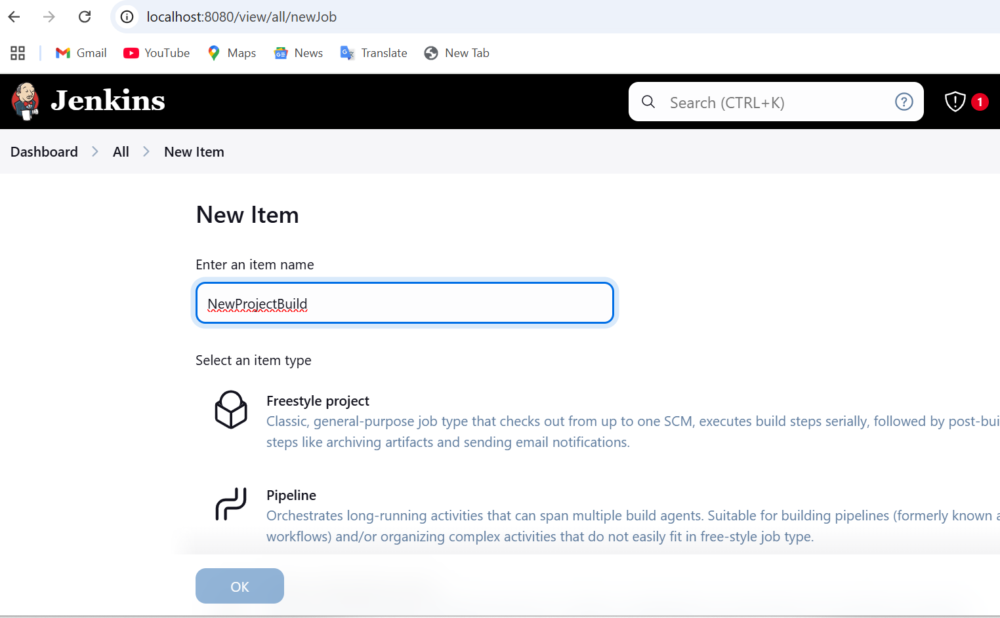 localhost:8080/view/all/newJob
Gmail YouTube Maps News Translate New Tab
Jenkins Search (CTRL+K) ? 1
Dashboard All New Item
New Item
Enter an item name
NewProjectBuild
Select an item type
Freestyle project
Classic, general-purpose job type that checks out from up to one SCM, executes build steps serially, followed by post-bui
steps like archiving artifacts and sending email notifications.
Pipeline
Orchestrates long-running activities that can span multiple build agents. Suitable for building pipelines (formerly known a
workflows) and/or organizing complex activities that do not easily fit in free-style job type.
OK